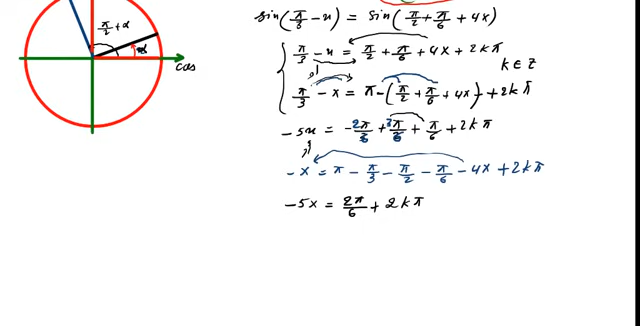 π/2 + α
α
cos
sin(π/3 - x) = sin(π/2 + π/6 + 4x)
π/3 - x = π/2 + π/6 + 4x + 2kπ
k ∈ Z
π/3 - x = π - (π/2 + π/6 + 4x) + 2kπ
-5x = -2π/6 + 3π/6 + π/6 + 2kπ
-x = π - π/3 - π/2 - π/6 - 4x + 2kπ
-5x = 2π/6 + 2kπ